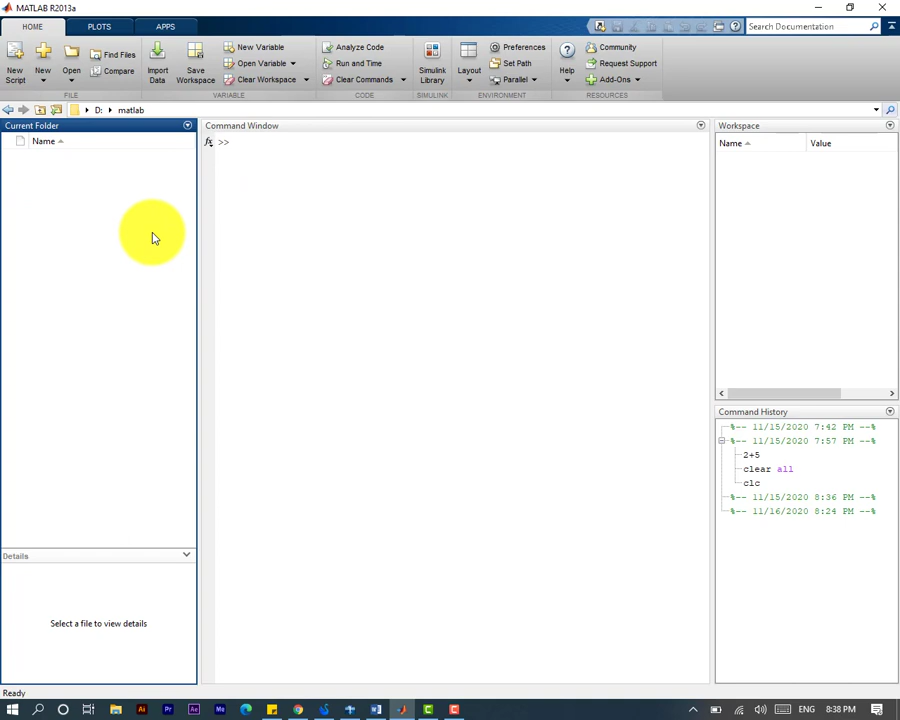 MATLAB R2013a
HOME PLOTS APPS
Search Documentation
New Script
New
Open
Find Files
Compare
Import Data
Save Workspace
New Variable
Open Variable
Clear Workspace
Analyze Code
Run and Time
Clear Commands
Simulink Library
Layout
Preferences
Set Path
Parallel
Help
Community
Request Support
Add-Ons
FILE VARIABLE CODE SIMULINK ENVIRONMENT RESOURCES
D: matlab
Current Folder
Name
Details
Select a file to view details
Command Window
fx >>
Workspace
Name Value
Command History
%-- 11/15/2020 7:42 PM --%
%-- 11/15/2020 7:57 PM --%
2+5
clear all
clc
%-- 11/15/2020 8:36 PM --%
%-- 11/16/2020 8:24 PM --%
Ready
Ai Pr Ae Me
ENG 8:38 PM